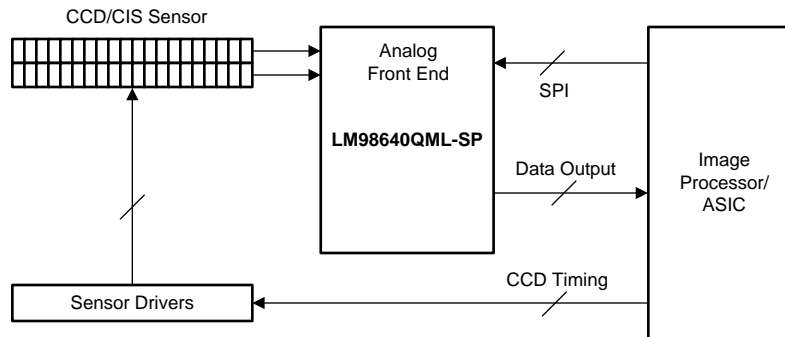 CCD/CIS Sensor
Analog
Front End
LM98640QML-SP
SPI
Data Output
Image
Processor/
ASIC
CCD Timing
Sensor Drivers